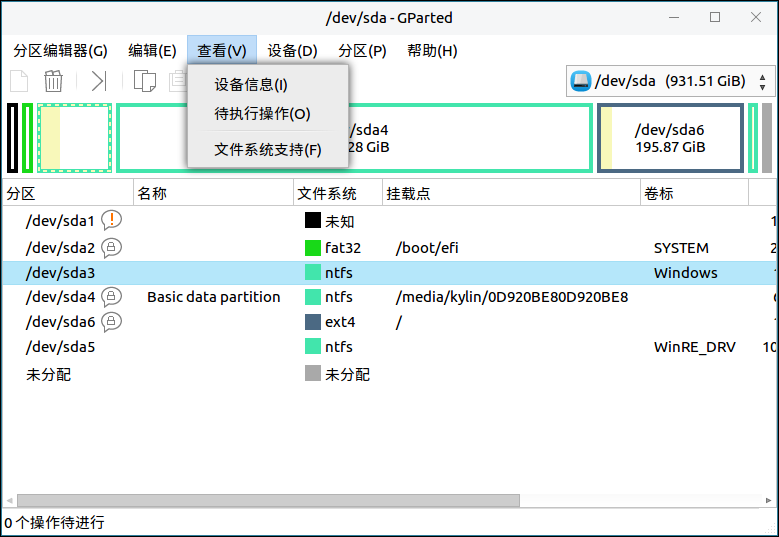 /dev/sda - GParted
分区编辑器(G) 编辑(E) 查看(V) 设备(D) 分区(P) 帮助(H)
/dev/sda (931.51 GiB)
设备信息(I)
待执行操作(O)
文件系统支持(F)
/sda4
28 GiB
/dev/sda6
195.87 GiB
分区 名称 文件系统 挂载点 卷标
/dev/sda1 未知 1
/dev/sda2 fat32 /boot/efi SYSTEM 2
/dev/sda3 ntfs Windows
/dev/sda4 Basic data partition ntfs /media/kylin/0D920BE80D920BE8
/dev/sda6 ext4 /
/dev/sda5 ntfs WinRE_DRV 10
未分配 未分配
0 个操作待进行